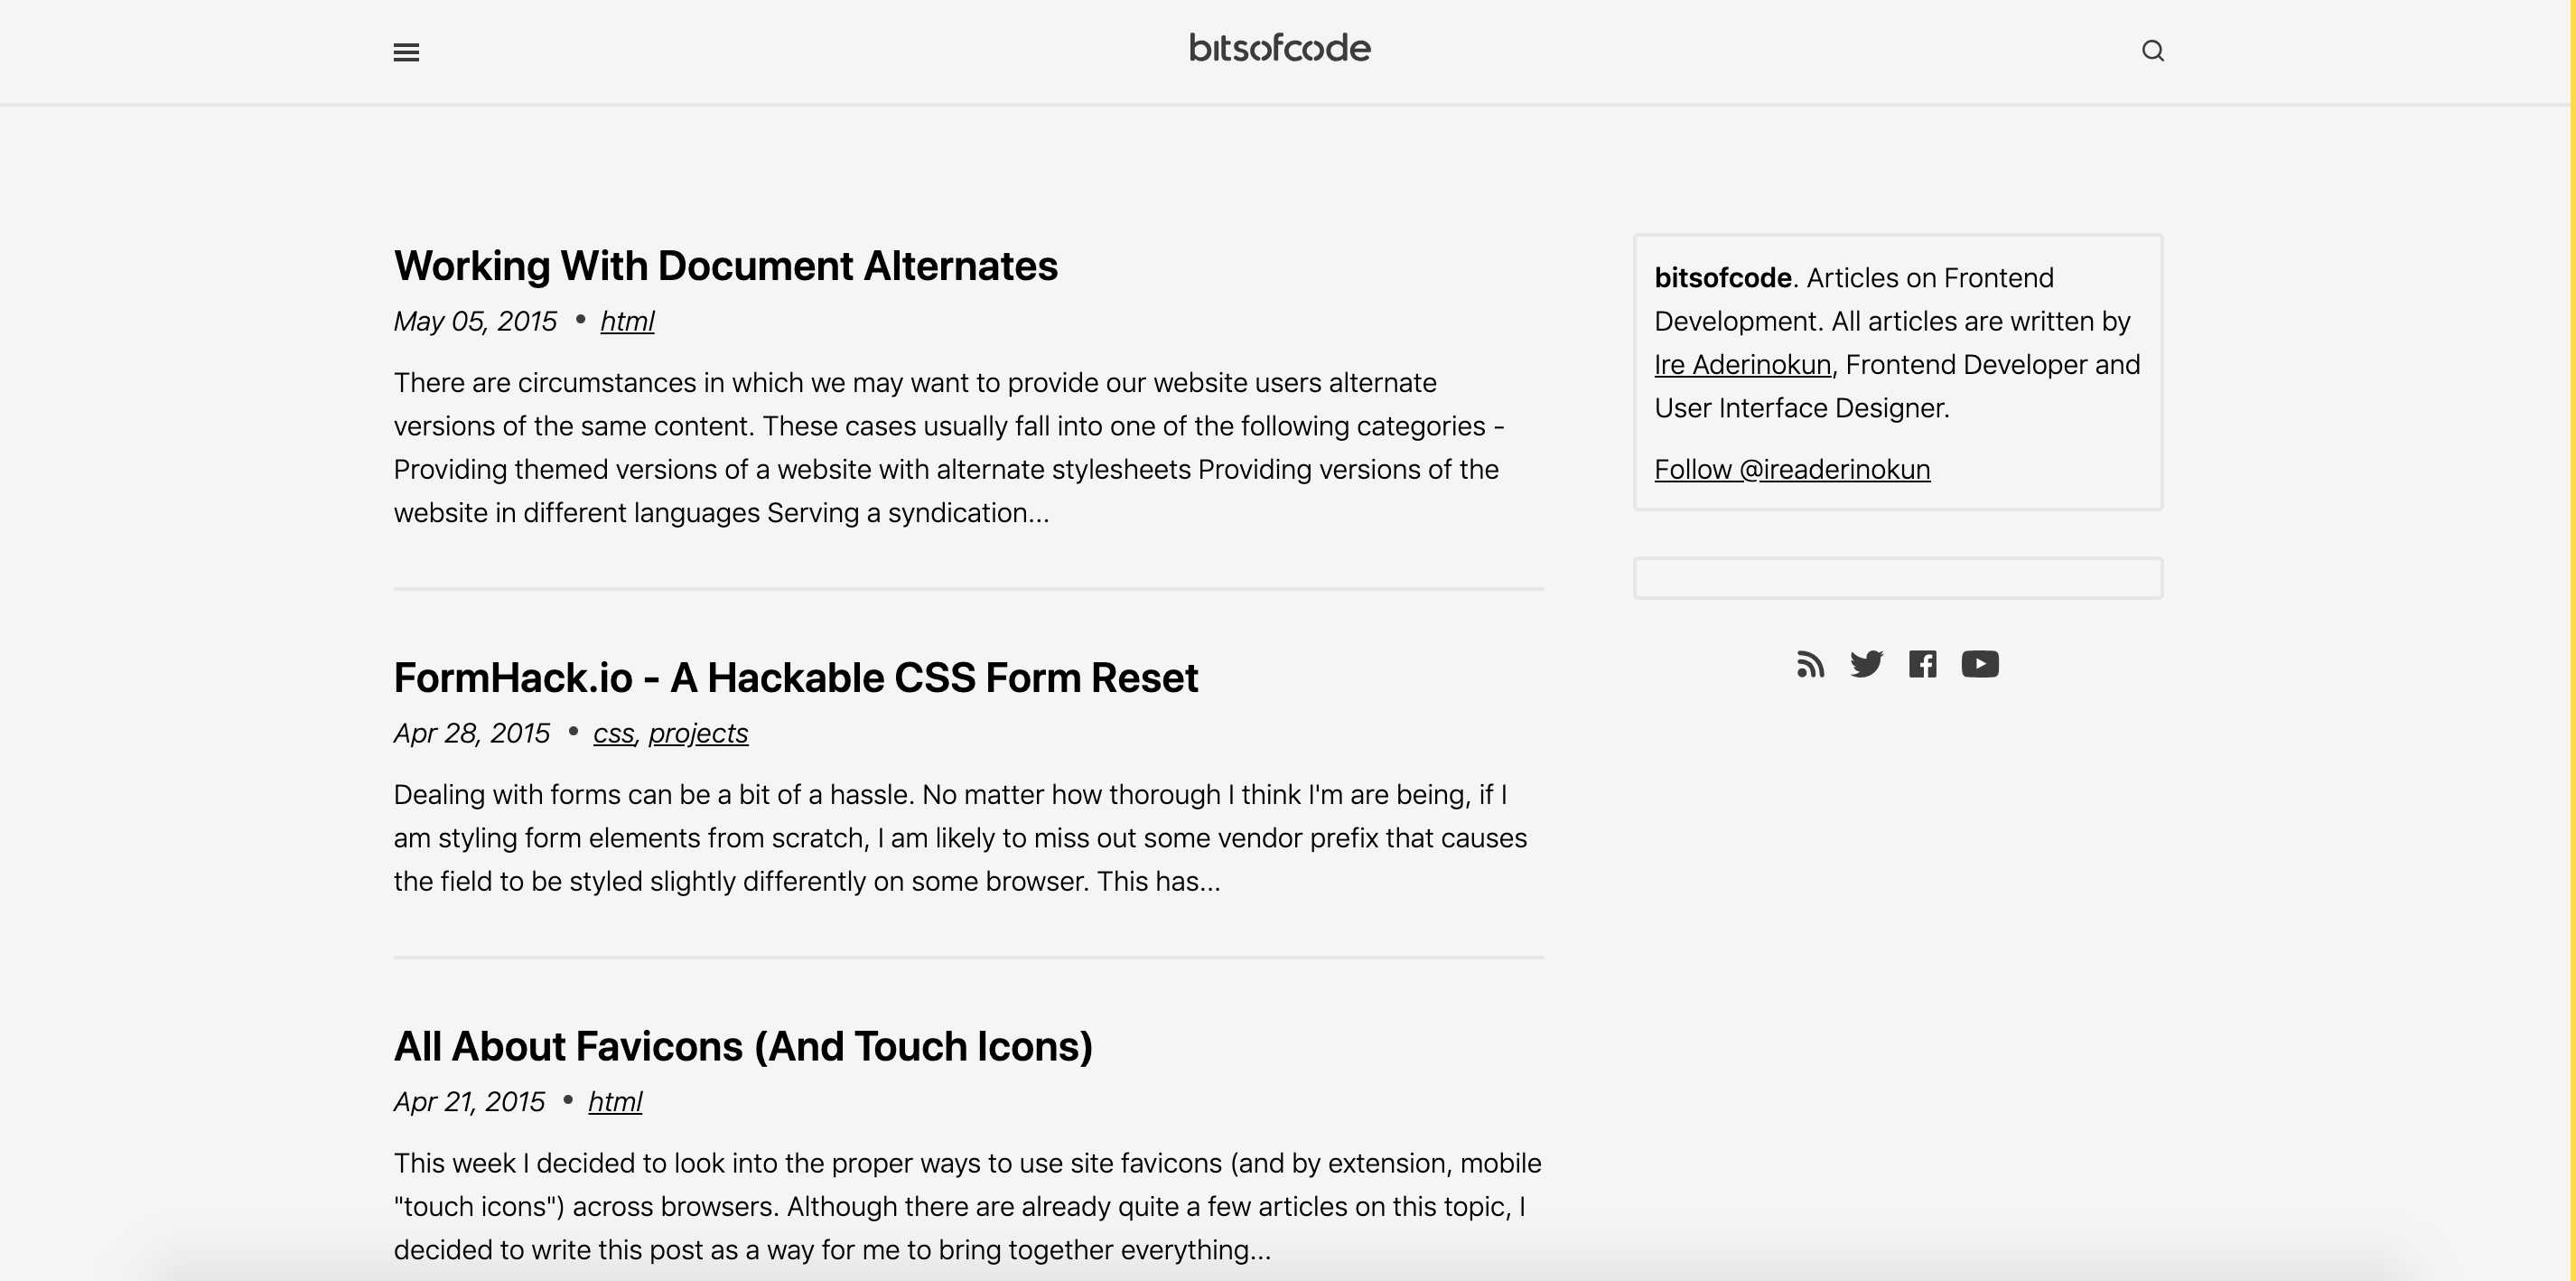 bitsofcode
Working With Document Alternates
May 05, 2015 • html
There are circumstances in which we may want to provide our website users alternate
versions of the same content. These cases usually fall into one of the following categories -
Providing themed versions of a website with alternate stylesheets Providing versions of the
website in different languages Serving a syndication...
FormHack.io - A Hackable CSS Form Reset
Apr 28, 2015 • css, projects
Dealing with forms can be a bit of a hassle. No matter how thorough I think I'm are being, if I
am styling form elements from scratch, I am likely to miss out some vendor prefix that causes
the field to be styled slightly differently on some browser. This has...
All About Favicons (And Touch Icons)
Apr 21, 2015 • html
This week I decided to look into the proper ways to use site favicons (and by extension, mobile
"touch icons") across browsers. Although there are already quite a few articles on this topic, I
decided to write this post as a way for me to bring together everything...
bitsofcode. Articles on Frontend
Development. All articles are written by
Ire Aderinokun, Frontend Developer and
User Interface Designer.
Follow @ireaderinokun